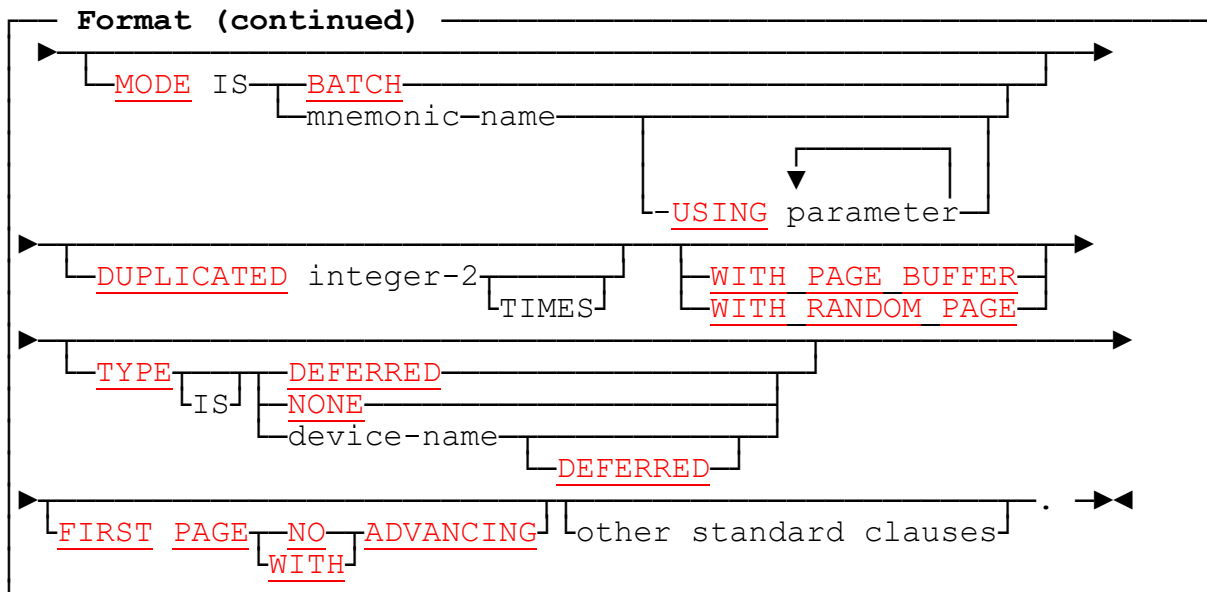 Format (continued)
MODE IS BATCH
mnemonic-name
-USING parameter
DUPLICATED integer-2 WITH PAGE BUFFER
TIMES WITH RANDOM PAGE
TYPE DEFERRED
IS NONE
device-name
DEFERRED
.
FIRST PAGE NO ADVANCING other standard clauses
WITH